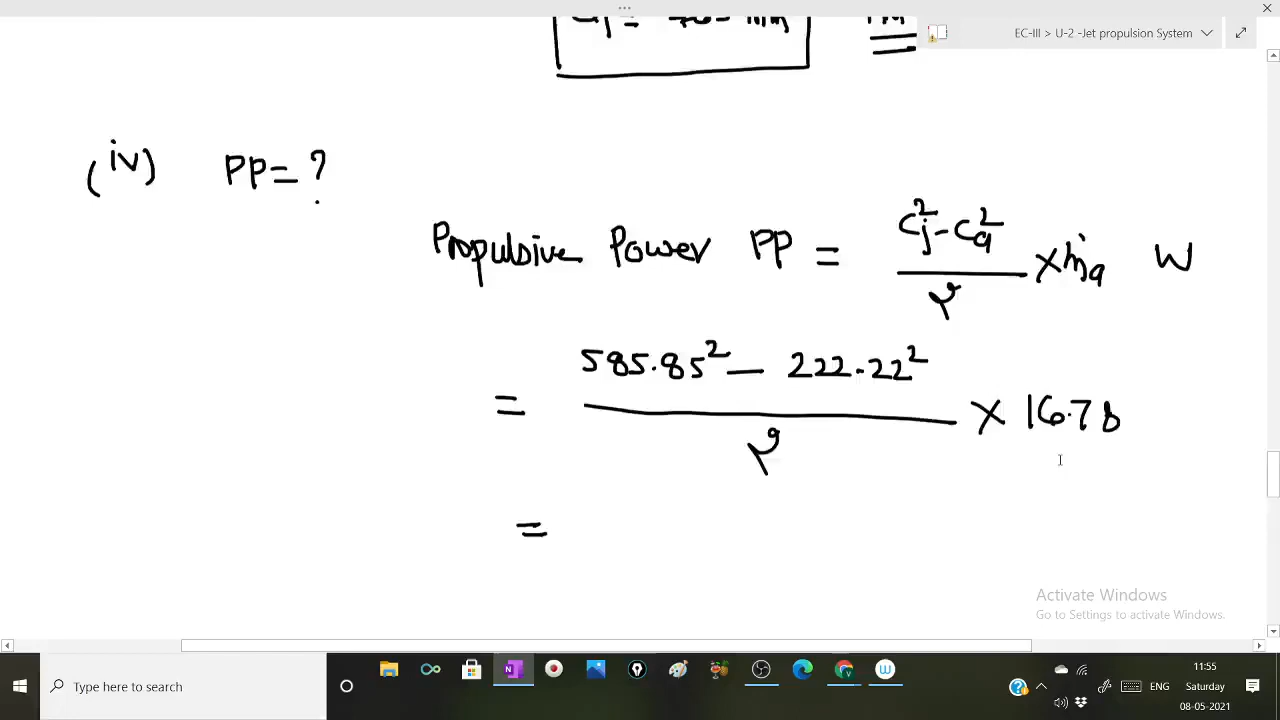 EC-III > U-2 -Jet propulsion System
(iv) PP = ?
Propulsive Power PP = (Cj² - Ca²) / 2 × ṁa W
= (585.85² - 222.22²) / 2 × 16.78
=
Activate Windows
Go to Settings to activate Windows.
Type here to search
ENG
11:55
Saturday
08-05-2021